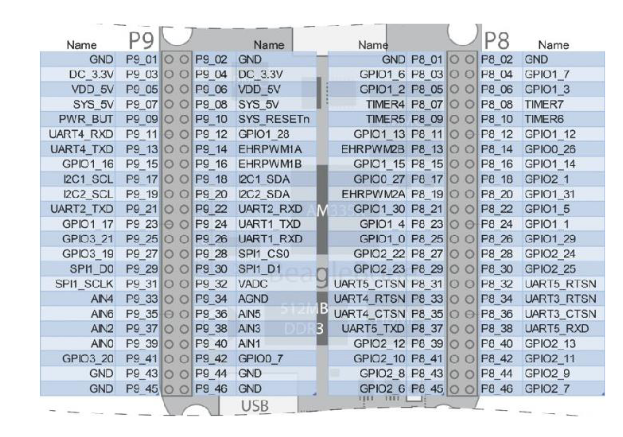 P9 P8
Name Name Name Name
GND P9_01 P9_02 GND GND P8_01 P8_02 GND
DC_3.3V P9_03 P9_04 DC_3.3V GPIO1_6 P8_03 P8_04 GPIO1_7
VDD_5V P9_05 P9_06 VDD_5V GPIO1_2 P8_05 P8_06 GPIO1_3
SYS_5V P9_07 P9_08 SYS_5V TIMER4 P8_07 P8_08 TIMER7
PWR_BUT P9_09 P9_10 SYS_RESETn TIMER5 P8_09 P8_10 TIMER6
UART4_RXD P9_11 P9_12 GPIO1_28 GPIO1_13 P8_11 P8_12 GPIO1_12
UART4_TXD P9_13 P9_14 EHRPWM1A EHRPWM2B P8_13 P8_14 GPIO0_26
GPIO1_16 P9_15 P9_16 EHRPWM1B GPIO1_15 P8_15 P8_16 GPIO1_14
I2C1_SCL P9_17 P9_18 I2C1_SDA GPIO0_27 P8_17 P8_18 GPIO2_1
I2C2_SCL P9_19 P9_20 I2C2_SDA EHRPWM2A P8_19 P8_20 GPIO1_31
UART2_TXD P9_21 P9_22 UART2_RXD AM335 GPIO1_30 P8_21 P8_22 GPIO1_5
GPIO1_17 P9_23 P9_24 UART1_TXD GPIO1_4 P8_23 P8_24 GPIO1_1
GPIO3_21 P9_25 P9_26 UART1_RXD GPIO1_0 P8_25 P8_26 GPIO1_29
GPIO3_19 P9_27 P9_28 SPI1_CS0 GPIO2_22 P8_27 P8_28 GPIO2_24
SPI1_D0 P9_29 P9_30 SPI1_D1 GPIO2_23 P8_29 P8_30 GPIO2_25
SPI1_SCLK P9_31 P9_32 VADC UART5_CTSN P8_31 P8_32 UART5_RTSN
AIN4 P9_33 P9_34 AGND UART4_RTSN P8_33 P8_34 UART3_RTSN
AIN6 P9_35 P9_36 AIN5 512MB UART4_CTSN P8_35 P8_36 UART3_CTSN
AIN2 P9_37 P9_38 AIN3 DDR3 UART5_TXD P8_37 P8_38 UART5_RXD
AIN0 P9_39 P9_40 AIN1 GPIO2_12 P8_39 P8_40 GPIO2_13
GPIO3_20 P9_41 P9_42 GPIO0_7 GPIO2_10 P8_41 P8_42 GPIO2_11
GND P9_43 P9_44 GND GPIO2_8 P8_43 P8_44 GPIO2_9
GND P9_45 P9_46 GND GPIO2_6 P8_45 P8_46 GPIO2_7
USB